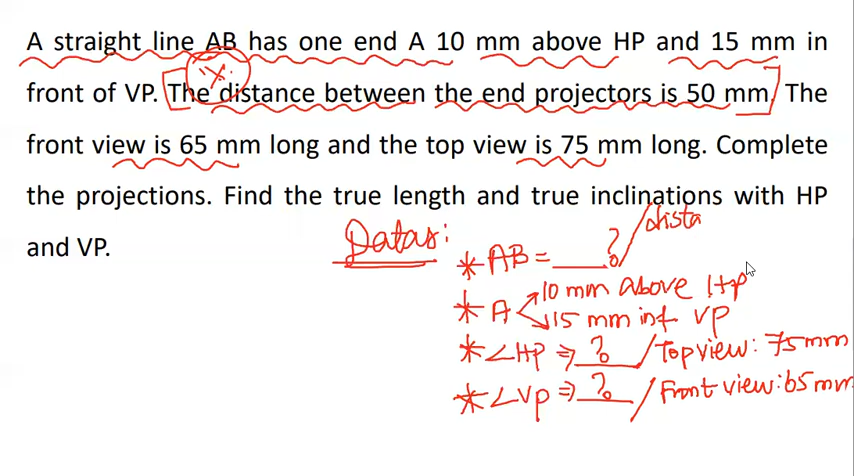 A straight line AB has one end A 10 mm above HP and 15 mm in
"X"
front of VP. The distance between the end projectors is 50 mm. The
front view is 65 mm long and the top view is 75 mm long. Complete
the projections. Find the true length and true inclinations with HP
and VP.
Datas:
* AB = ___? / dista
* A 10 mm above HP
15 mm inf VP
* ∠HP ⇒ ? / Top view: 75 mm
* ∠VP ⇒ ? / Front view: 65 mm